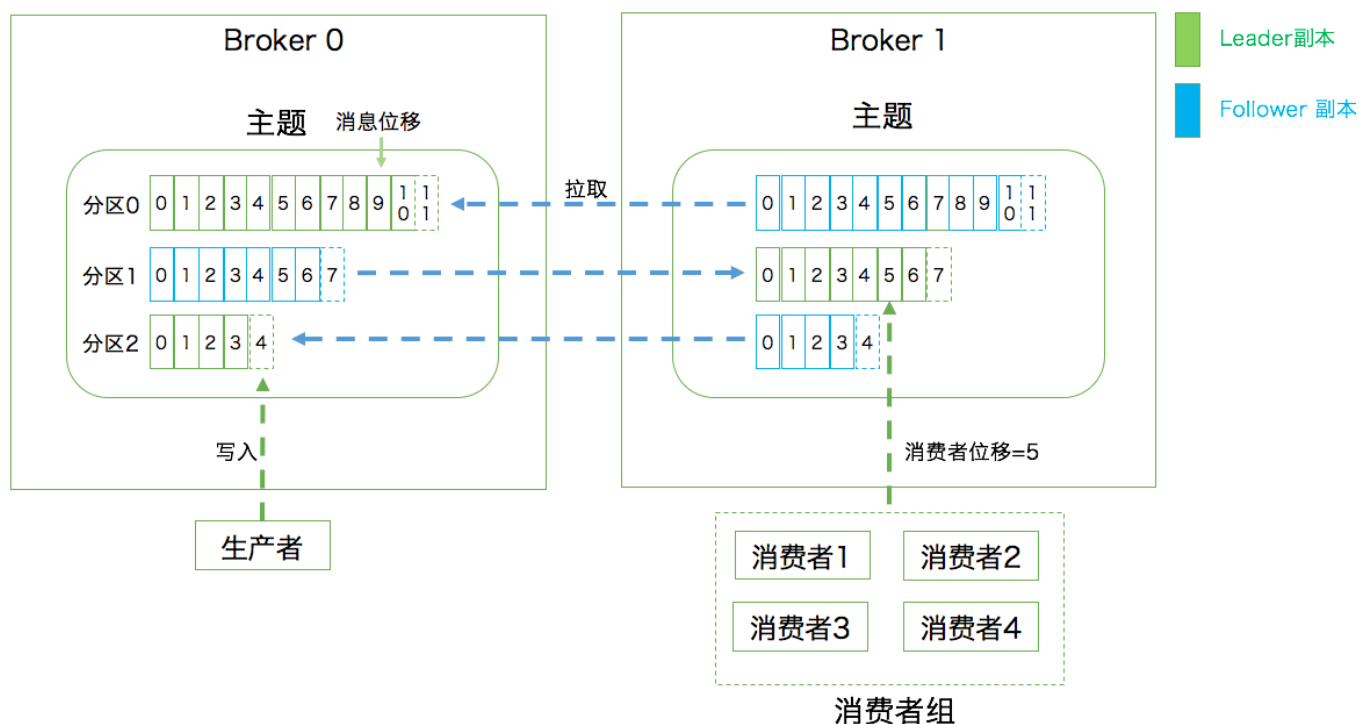 Broker 0
Broker 1
Leader副本
Follower 副本
主题
消息位移
主题
分区0
0 1 2 3 4 5 6 7 8 9 10 11
拉取
0 1 2 3 4 5 6 7 8 9 10 11
分区1
0 1 2 3 4 5 6 7
0 1 2 3 4 5 6 7
分区2
0 1 2 3 4
0 1 2 3 4
写入
消费者位移=5
生产者
消费者1
消费者2
消费者3
消费者4
消费者组